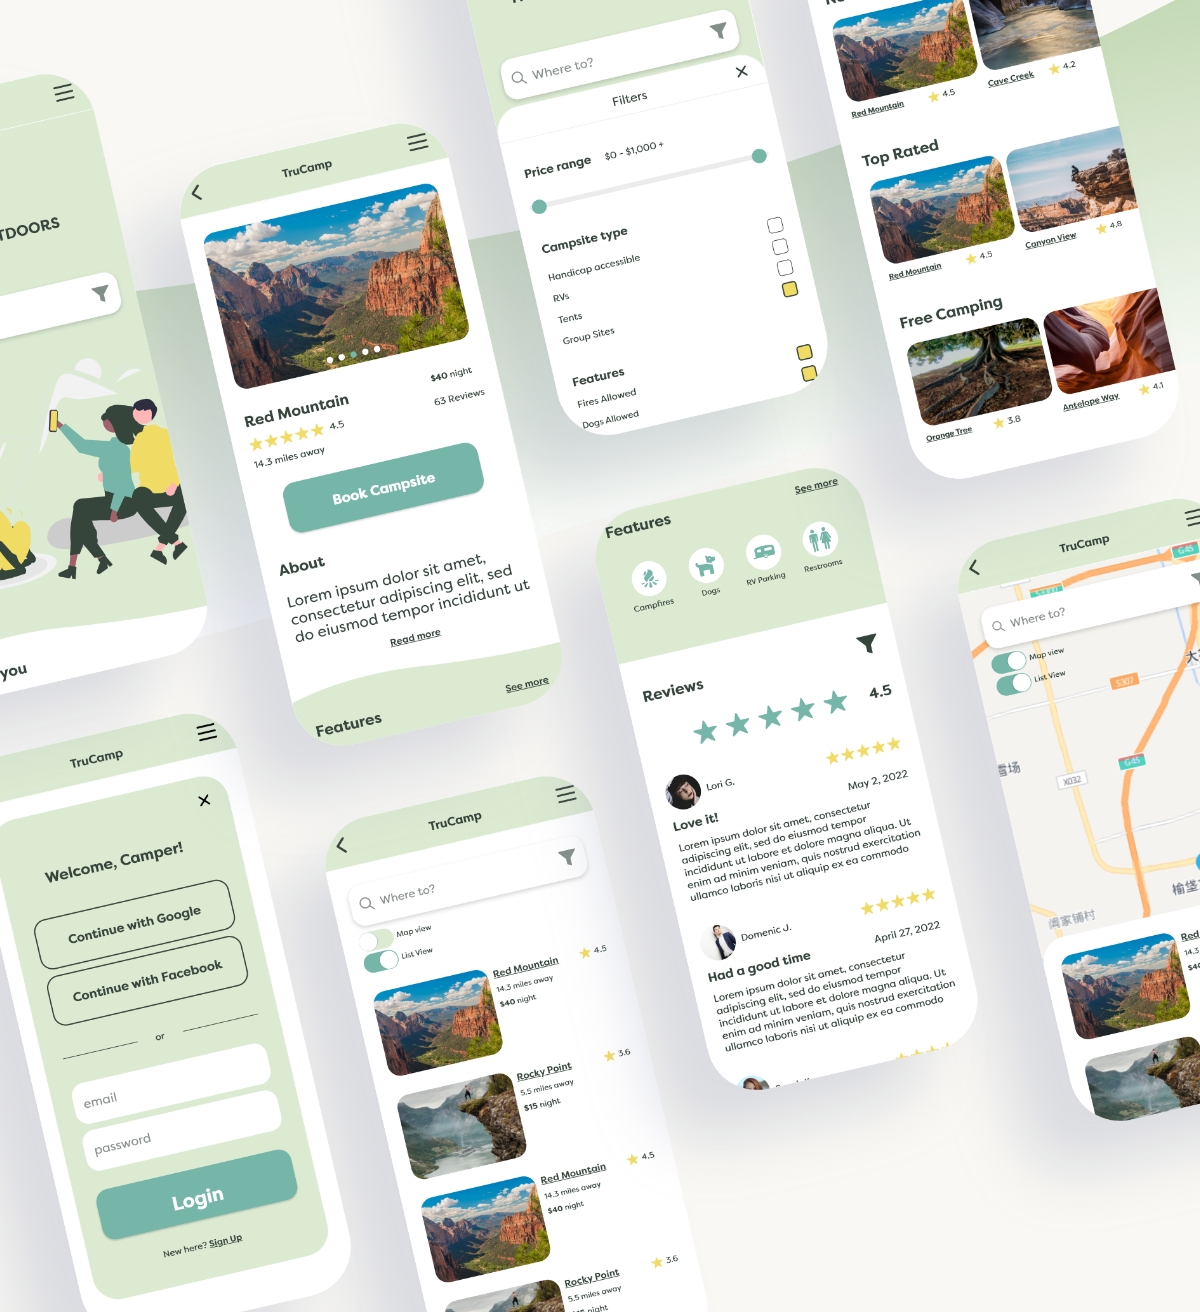 TDOORS
you
TruCamp
Red Mountain
$40 night
4.5
63 Reviews
14.3 miles away
Book Campsite
About
Lorem ipsum dolor sit amet,
consectetur adipiscing elit, sed
do eiusmod tempor incididunt ut
Read more
See more
Features
Where to?
Filters
Price range $0 - $1,000 +
Campsite type
Handicap accessible
RVs
Tents
Group Sites
Features
Fires Allowed
Dogs Allowed
Red Mountain 4.5
Cave Creek 4.2
Top Rated
Red Mountain 4.5
Canyon View 4.8
Free Camping
Orange Tree 3.8
Antelope Way 4.1
TruCamp
Welcome, Camper!
Continue with Google
Continue with Facebook
or
email
password
Login
New here? Sign Up
TruCamp
Where to?
Map view
List View
Red Mountain 4.5
14.3 miles away
$40 night
Rocky Point 3.6
5.5 miles away
$15 night
Red Mountain 4.5
14.3 miles away
$40 night
Rocky Point 3.6
5.5 miles away
night
See more
Features
Campfires
Dogs
RV Parking
Restrooms
Reviews
4.5
Lori G.
May 2, 2022
Love it!
Lorem ipsum dolor sit amet, consectetur
adipiscing elit, sed do eiusmod tempor
incididunt ut labore et dolore magna aliqua. Ut
enim ad minim veniam, quis nostrud exercitation
ullamco laboris nisi ut aliquip ex ea commodo
Domenic J.
April 27, 2022
Had a good time
Lorem ipsum dolor sit amet, consectetur
adipiscing elit, sed do eiusmod tempor
incididunt ut labore et dolore magna aliqua. Ut
enim ad minim veniam, quis nostrud exercitation
ullamco laboris nisi ut aliquip ex ea commodo
TruCamp
G45
Where to?
Map view
List View
S307
G45
X032
雪场
阎家铺村
榆垡
Red
14.3
$40